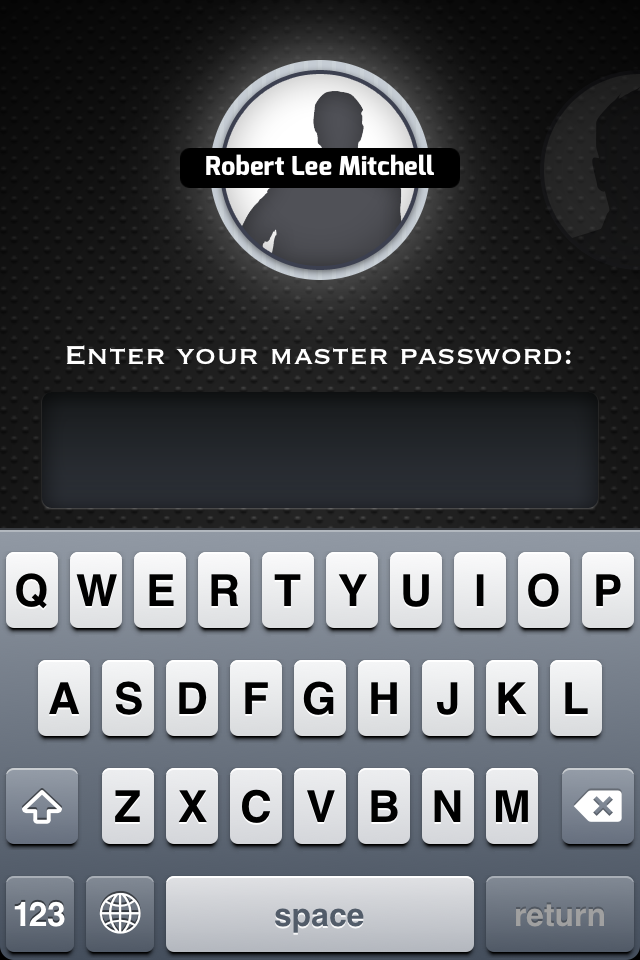 Robert Lee Mitchell
Enter your master password:
Q W E R T Y U I O P
A S D F G H J K L
Z X C V B N M
123 space return